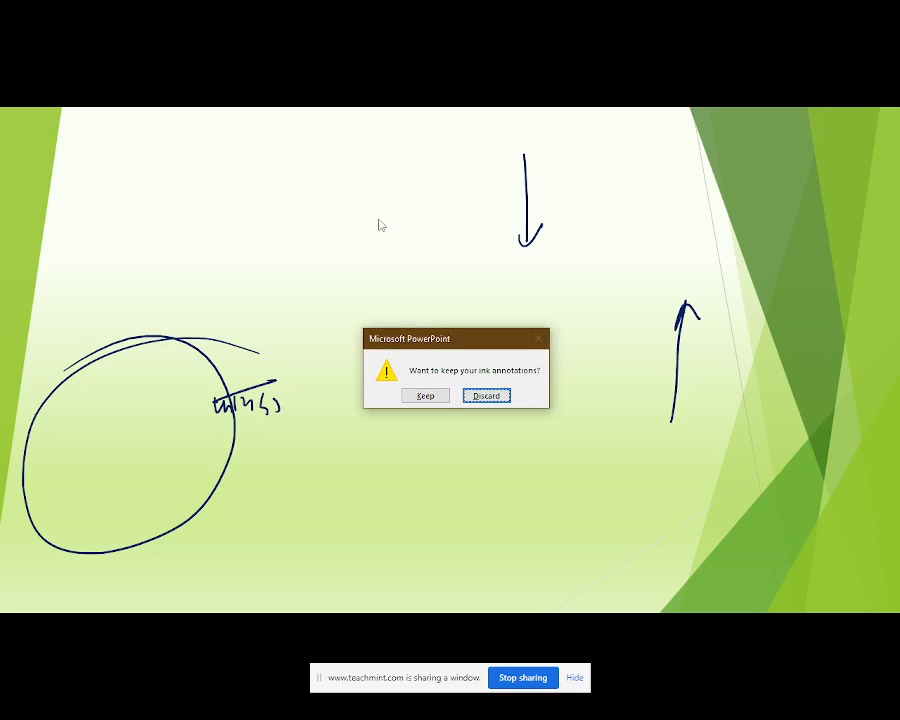 Microsoft PowerPoint
Want to keep your ink annotations?
Keep
Discard
www.teachmint.com is sharing a window.
Stop sharing
Hide